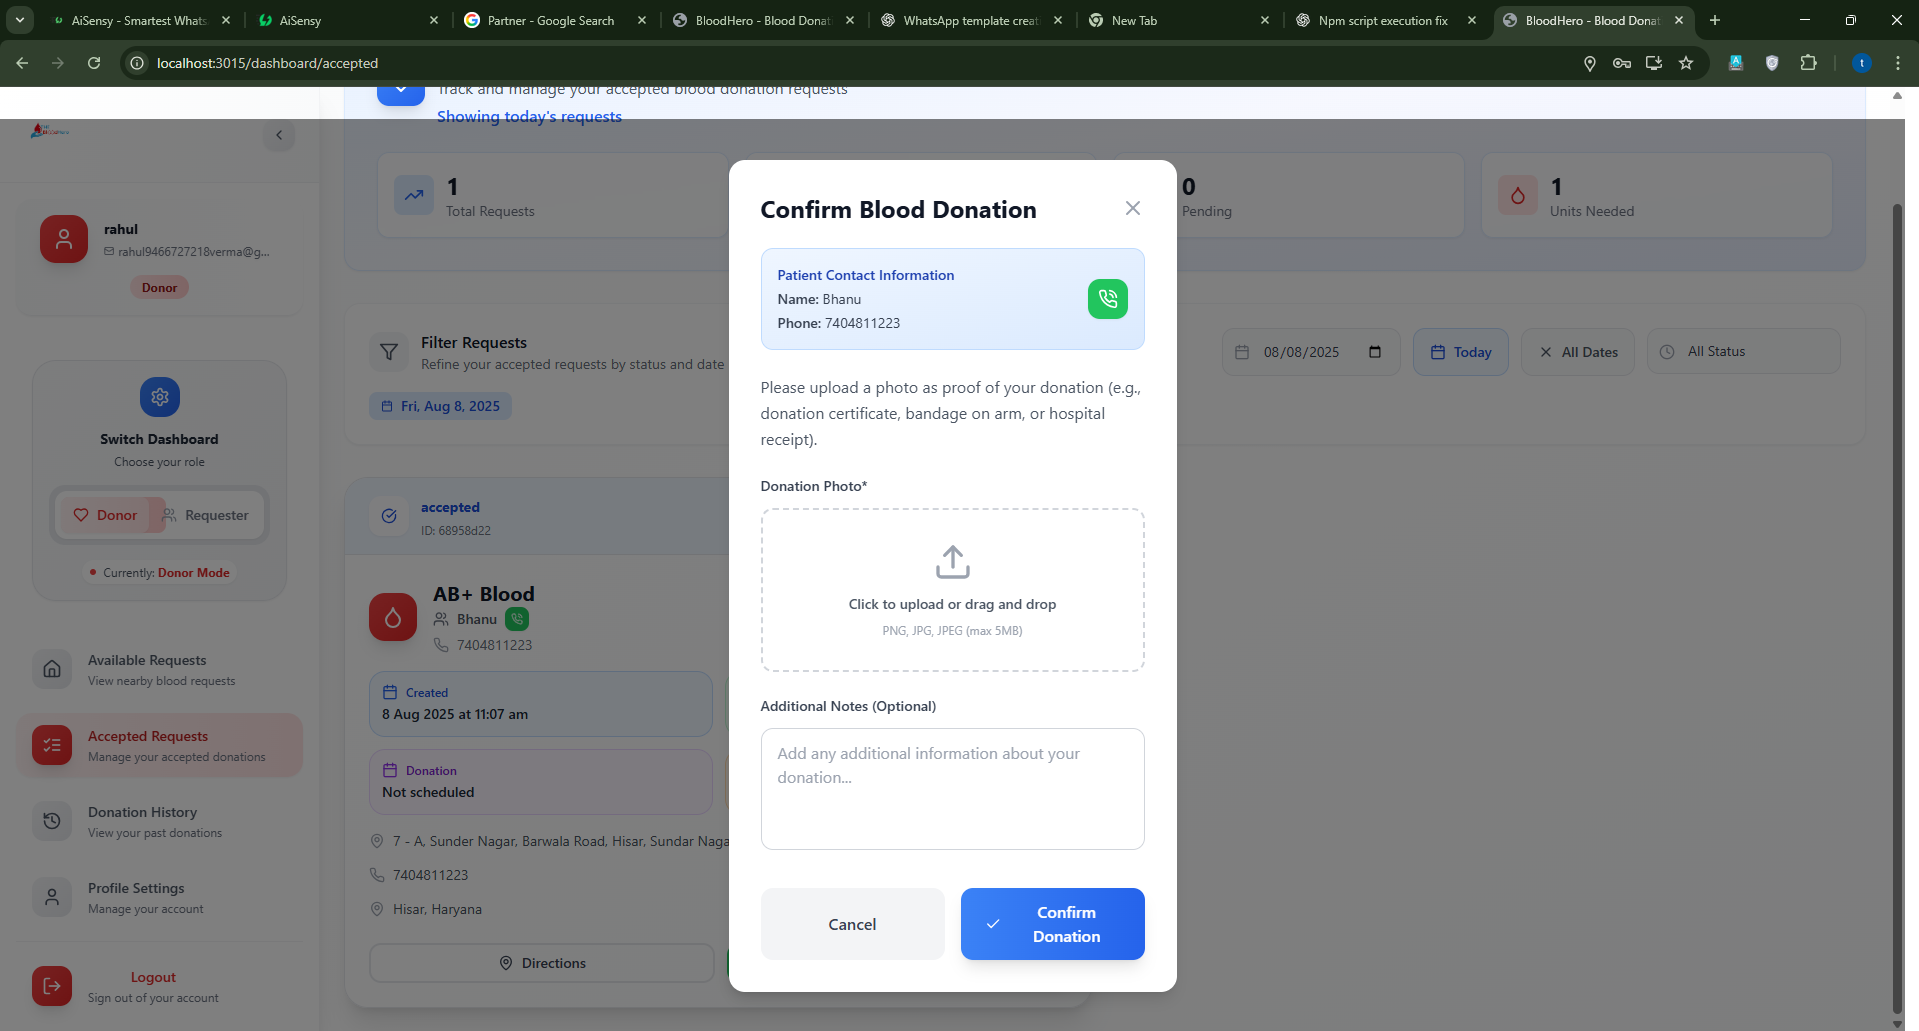 AiSensy - Smartest Whats
AiSensy
Partner - Google Search
BloodHero - Blood Donati
WhatsApp template creati
New Tab
Npm script execution fix
BloodHero - Blood Donat
localhost:3015/dashboard/accepted
t
Track and manage your accepted blood donation requests
Showing today's requests
rahul
rahul9466727218verma@g...
Donor
Switch Dashboard
Choose your role
Donor
Requester
Currently: Donor Mode
Available Requests
View nearby blood requests
Accepted Requests
Manage your accepted donations
Donation History
View your past donations
Profile Settings
Manage your account
Logout
Sign out of your account
1
Total Requests
0
Pending
1
Units Needed
Filter Requests
Refine your accepted requests by status and date
Fri, Aug 8, 2025
08/08/2025
Today
All Dates
All Status
accepted
ID: 68958d22
AB+ Blood
Bhanu
7404811223
Created
8 Aug 2025 at 11:07 am
Donation
Not scheduled
7 - A, Sunder Nagar, Barwala Road, Hisar, Sundar Naga
7404811223
Hisar, Haryana
Directions
Confirm Blood Donation
Patient Contact Information
Name: Bhanu
Phone: 7404811223
Please upload a photo as proof of your donation (e.g.,
donation certificate, bandage on arm, or hospital
receipt).
Donation Photo*
Click to upload or drag and drop
PNG, JPG, JPEG (max 5MB)
Additional Notes (Optional)
Add any additional information about your
donation...
Cancel
Confirm
Donation